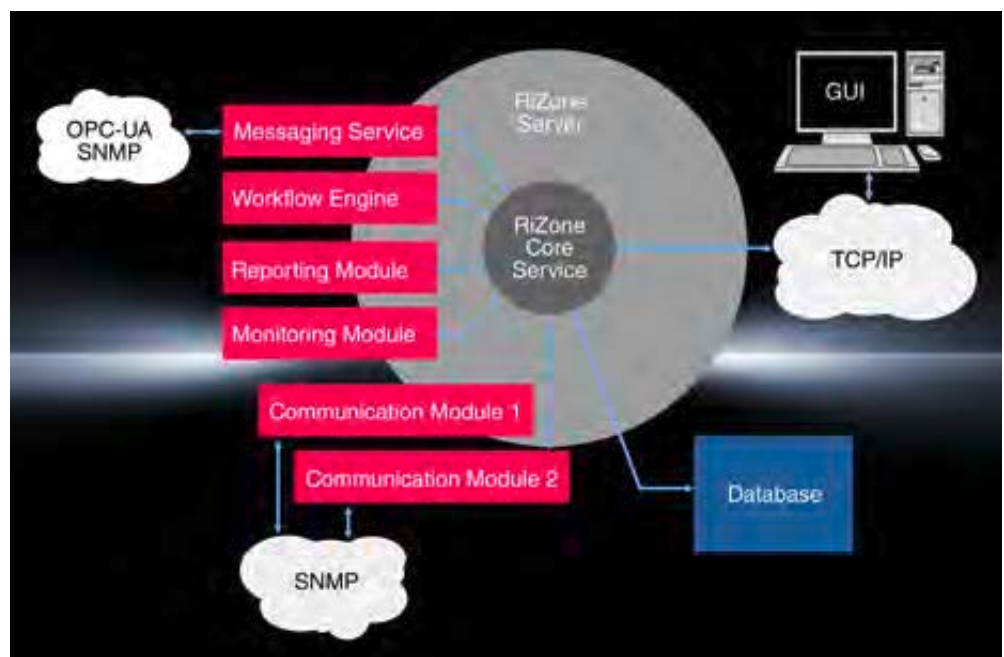 RiZone
Server
GUI
OPC-UA
SNMP
Messaging Service
Workflow Engine
RiZone
Core
Service
TCP/IP
Reporting Module
Monitoring Module
Communication Module 1
Communication Module 2
Database
SNMP